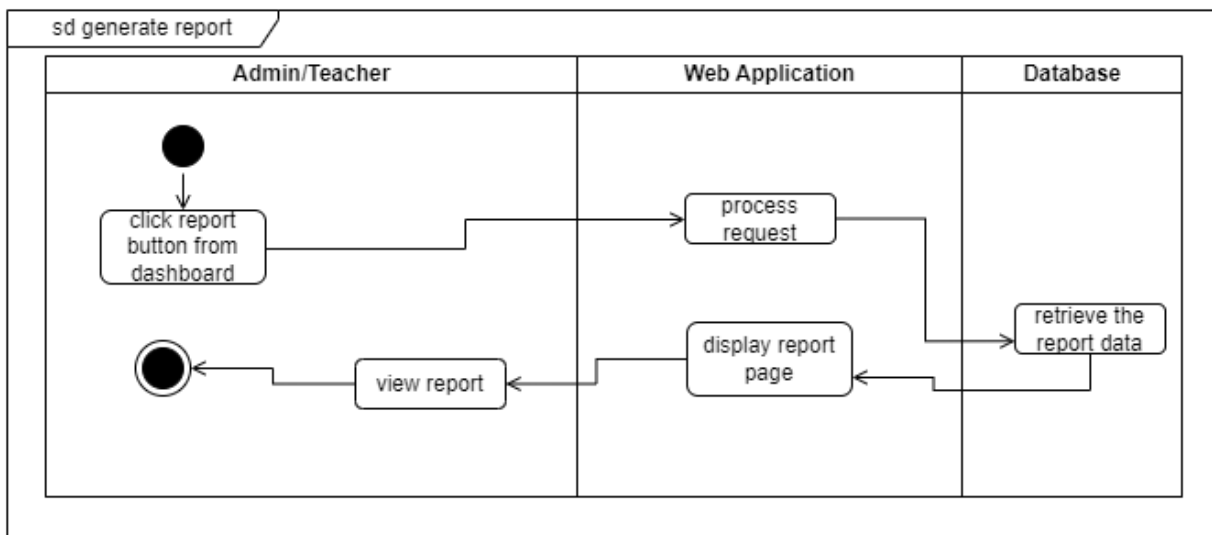 sd generate report
Admin/Teacher
Web Application
Database
click report
button from
dashboard
process
request
retrieve the
report data
display report
page
view report